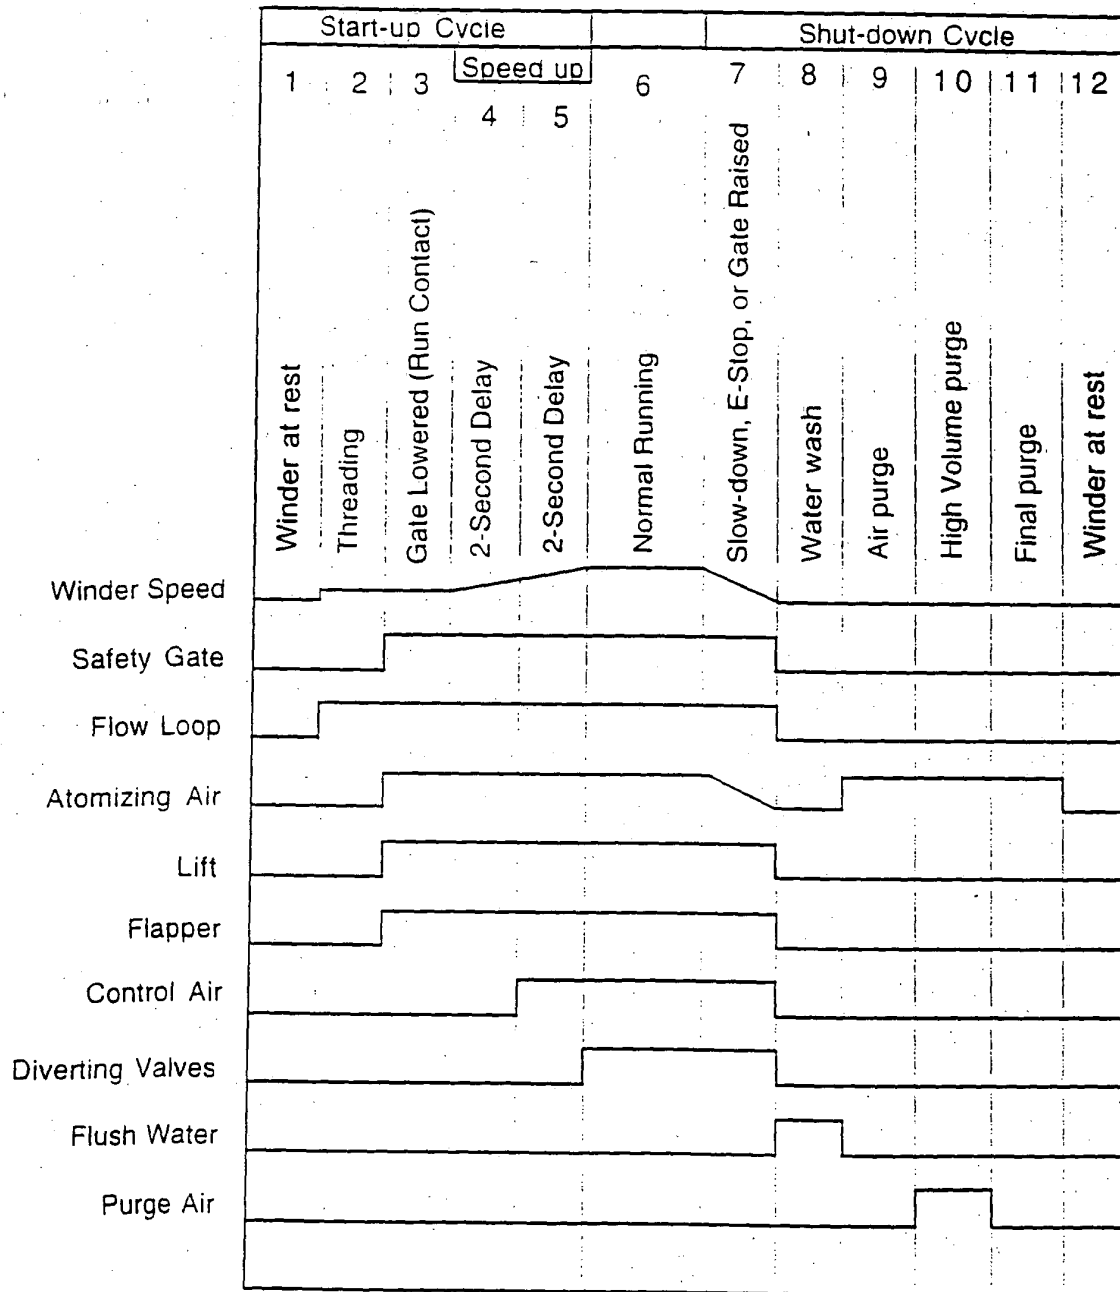 Start-up Cycle
Shut-down Cycle
Speed up
1 2 3 4 5 6 7 8 9 10 11 12
Winder at rest
Threading
Gate Lowered (Run Contact)
2-Second Delay
2-Second Delay
Normal Running
Slow-down, E-Stop, or Gate Raised
Water wash
Air purge
High Volume purge
Final purge
Winder at rest
Winder Speed
Safety Gate
Flow Loop
Atomizing Air
Lift
Flapper
Control Air
Diverting Valves
Flush Water
Purge Air